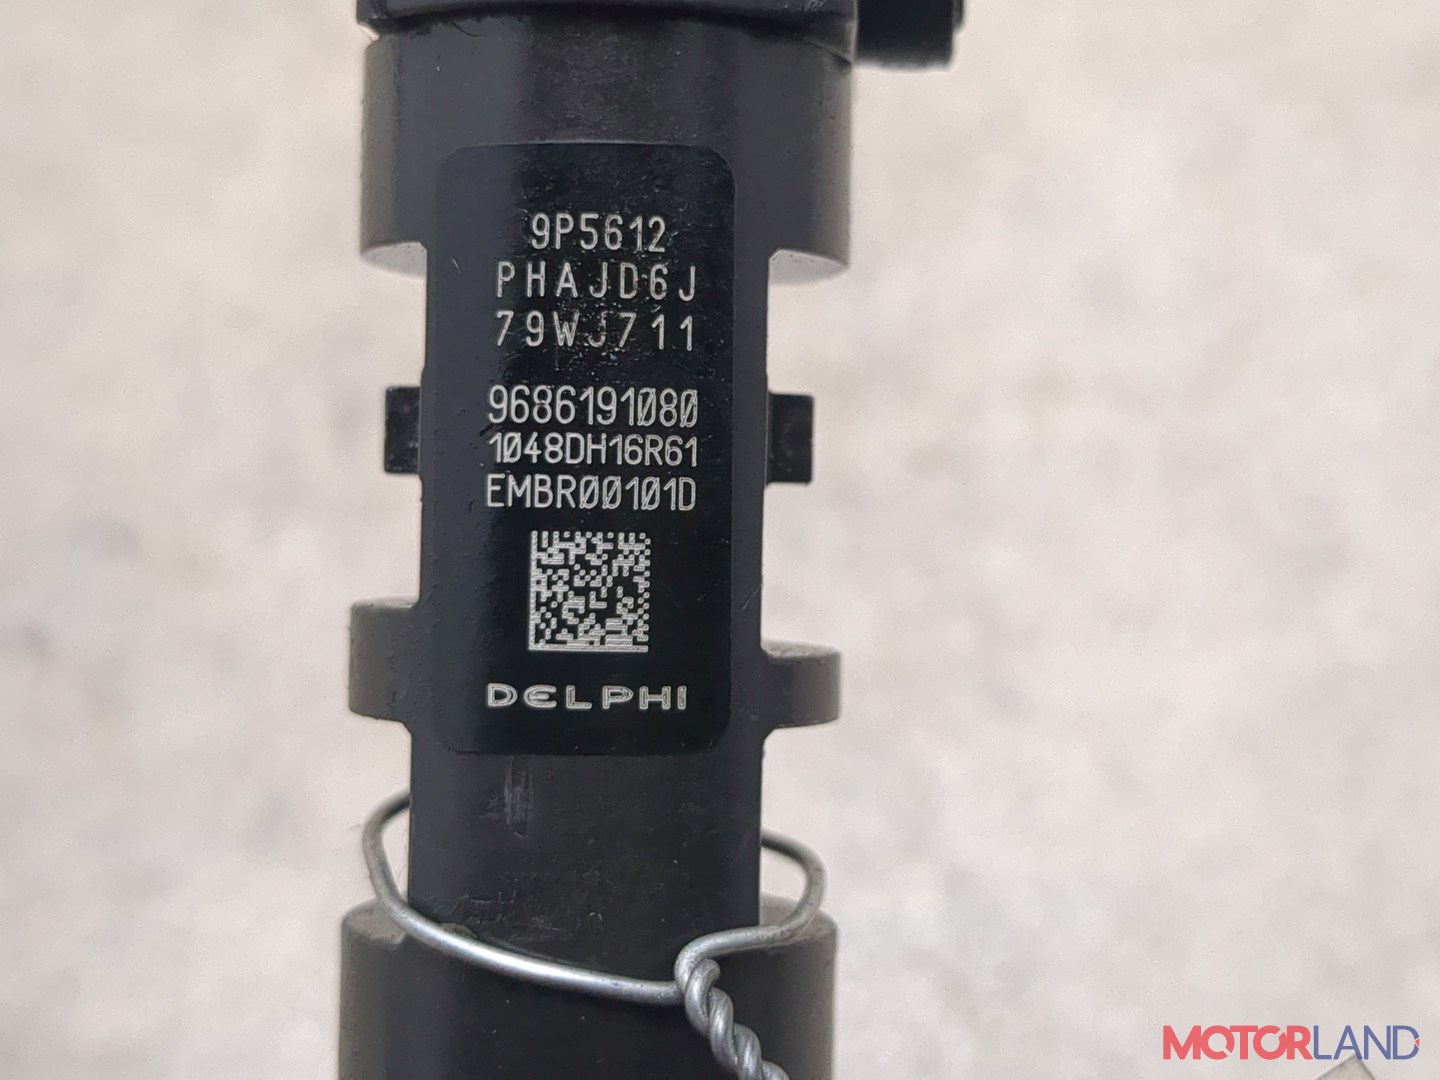 9P5612
PHAJD6J
79WJ711
9686191080
1048DH16R61
EMBR00101D
DELPHI
MOTORLAND